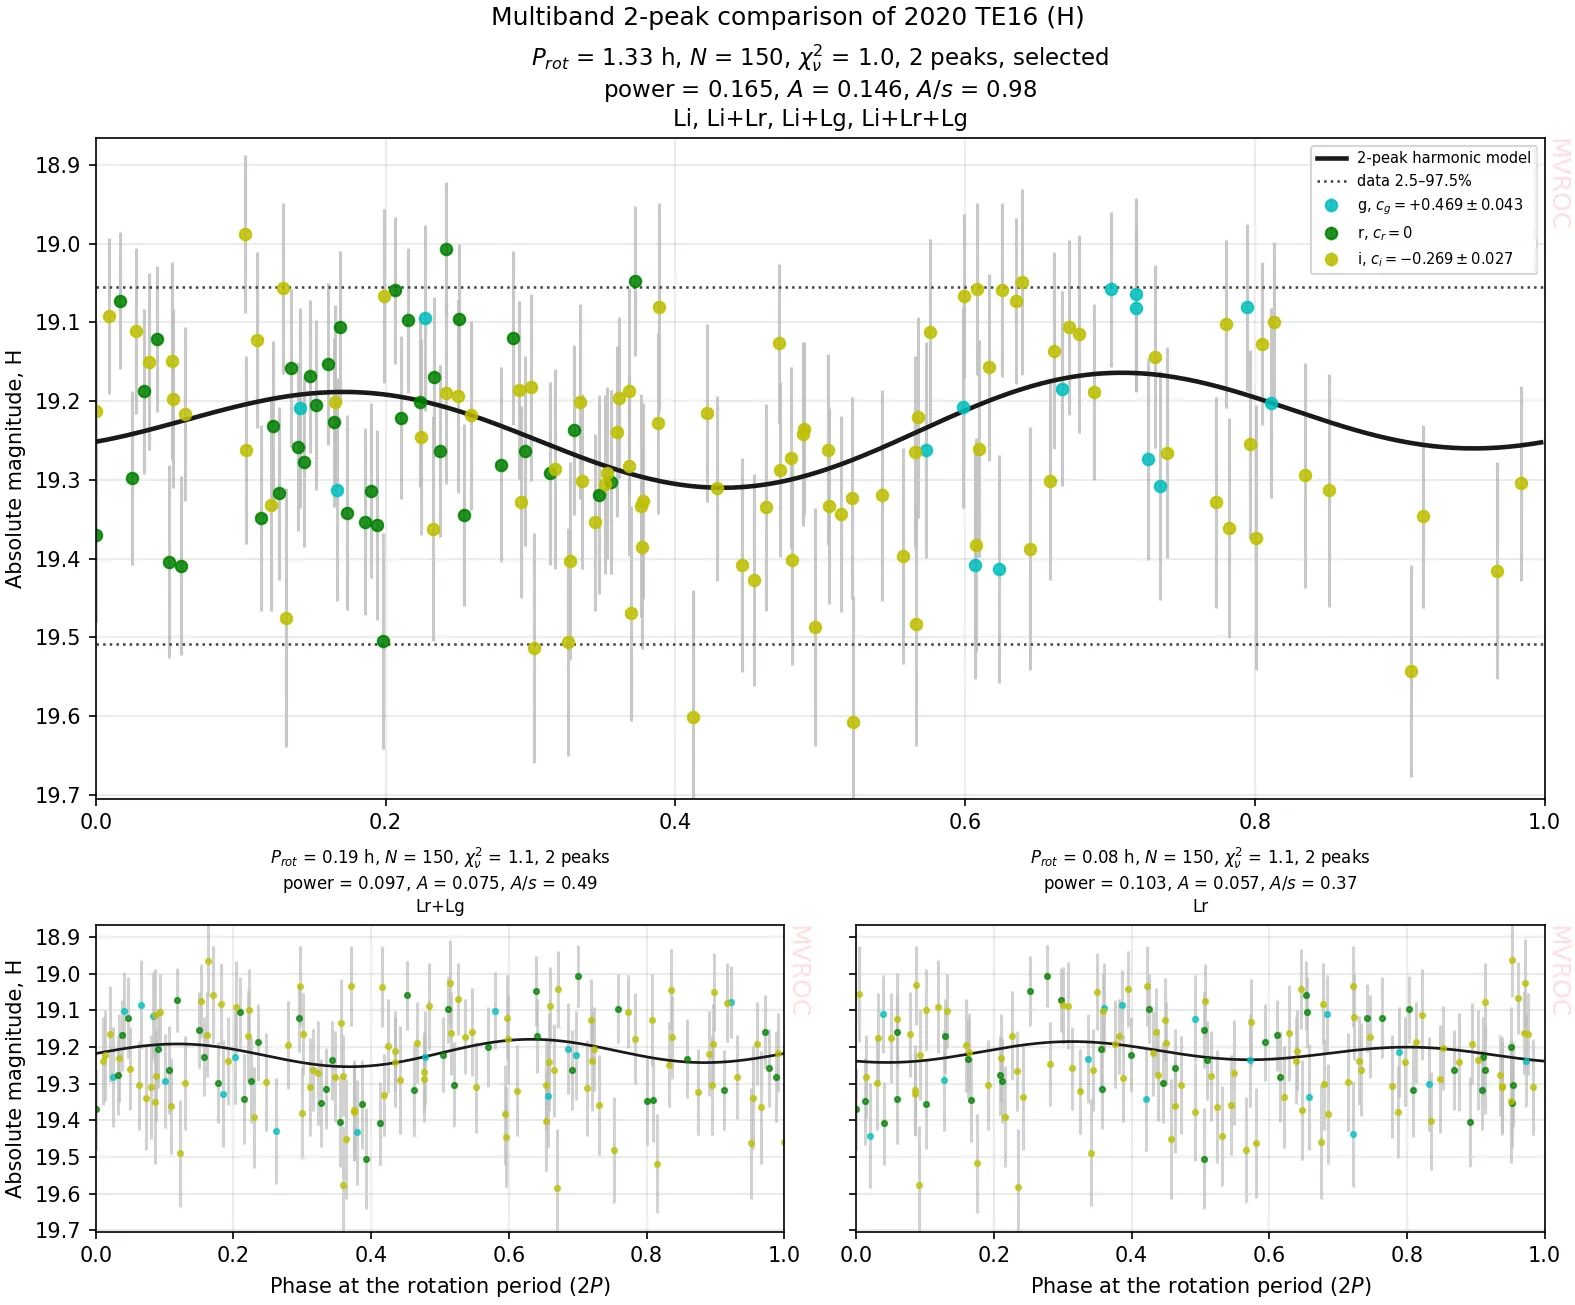 Multiband 2-peak comparison of 2020 TE16 (H)
P_rot = 1.33 h, N = 150, χ²_ν = 1.0, 2 peaks, selected
power = 0.165, A = 0.146, A/s = 0.98
Li, Li+Lr, Li+Lg, Li+Lr+Lg
18.9
19.0
19.1
19.2
19.3
19.4
19.5
19.6
19.7
Absolute magnitude, H
2-peak harmonic model
data 2.5–97.5%
g, c_g = +0.469 ± 0.043
r, c_r = 0
i, c_i = −0.269 ± 0.027
MVROC
0.0 0.2 0.4 0.6 0.8 1.0
P_rot = 0.19 h, N = 150, χ²_ν = 1.1, 2 peaks
power = 0.097, A = 0.075, A/s = 0.49
Lr+Lg
18.9
19.0
19.1
19.2
19.3
19.4
19.5
19.6
19.7
Absolute magnitude, H
MVROC
0.0 0.2 0.4 0.6 0.8 1.0
Phase at the rotation period (2P)
P_rot = 0.08 h, N = 150, χ²_ν = 1.1, 2 peaks
power = 0.103, A = 0.057, A/s = 0.37
Lr
MVROC
0.0 0.2 0.4 0.6 0.8 1.0
Phase at the rotation period (2P)